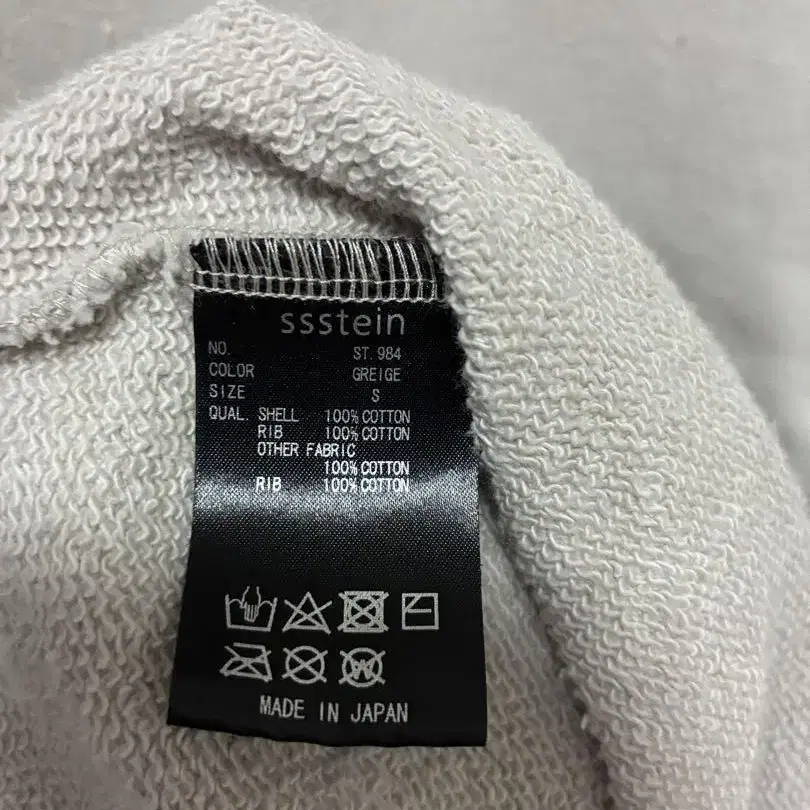 ssstein
NO. ST.984
COLOR GREIGE
SIZE S
QUAL. SHELL 100% COTTON
RIB 100% COTTON
OTHER FABRIC
100% COTTON
RIB 100% COTTON
MADE IN JAPAN